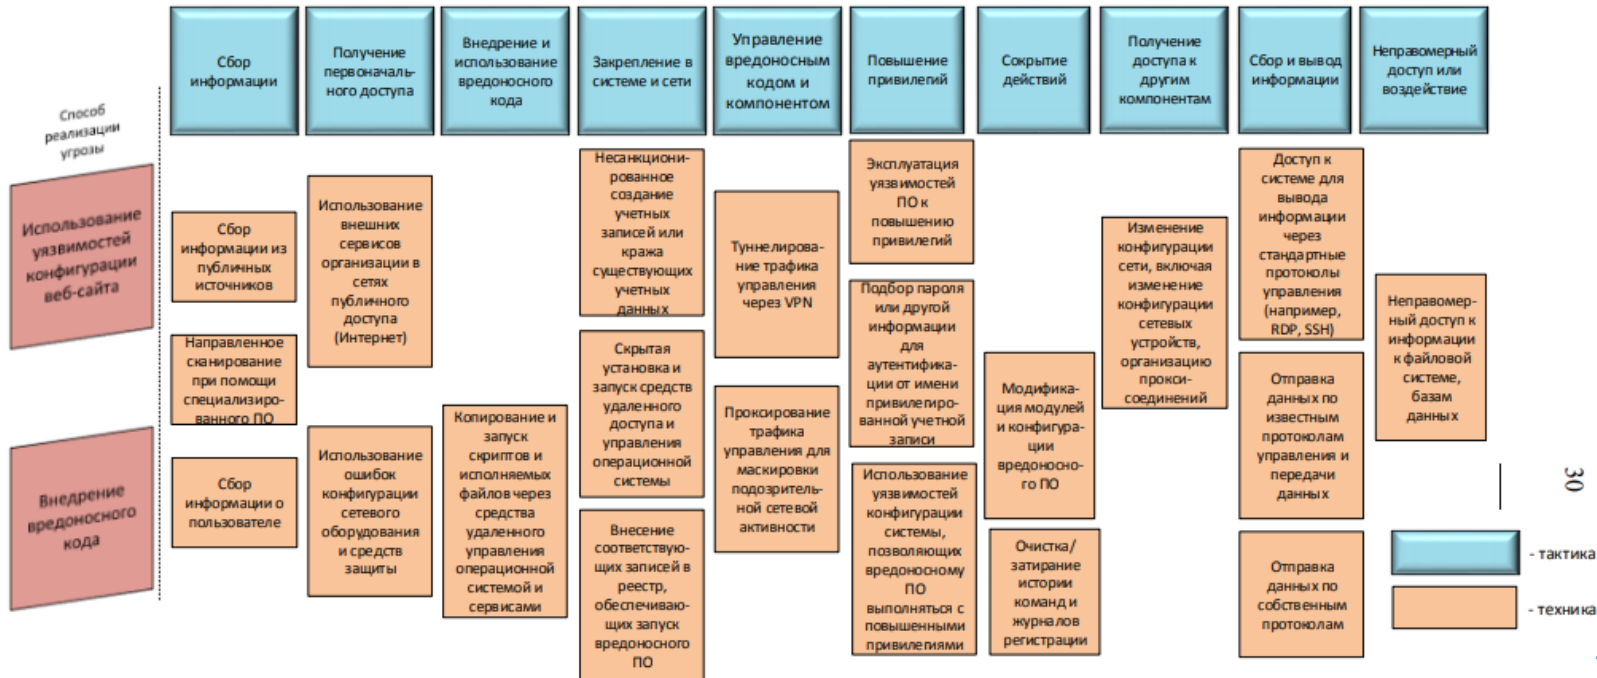 Сбор
информации
Получение
первоначаль-
ного доступа
Внедрение и
использование
вредоносного
кода
Закрепление в
системе и сети
Управление
вредоносным
кодом и
компонентом
Повышение
привилегий
Сокрытие
действий
Получение
доступа к
другим
компонентам
Сбор и вывод
информации
Неправомерный
доступ или
воздействие
Способ
реализации
угрозы
Использование
уязвимостей
конфигурации
веб-сайта
Внедрение
вредоносного
кода
Сбор
информации из
публичных
источников
Направленное
сканирование
при помощи
специализиро-
ванного ПО
Сбор
информации о
пользователе
Использование
внешних
сервисов
организации в
сетях
публичного
доступа
(Интернет)
Использование
ошибок
конфигурации
сетевого
оборудования
и средств
защиты
Копирование и
запуск
скриптов и
исполняемых
файлов через
средства
удаленного
управления
операционной
системой и
сервисами
Несанкциони-
рованное
создание
учетных
записей или
кража
существующих
учетных
данных
Скрытая
установка и
запуск средств
удаленного
доступа и
управления
операционной
системы
Внесение
соответствую-
щих записей в
реестр,
обеспечиваю-
щих запуск
вредоносного
ПО
Туннелирова-
ние трафика
управления
через VPN
Проксирование
трафика
управления для
маскировки
подозритель-
ной сетевой
активности
Эксплуатация
уязвимостей
ПО к
повышению
привилегий
Подбор пароля
или другой
информации
для
аутентифика-
ции от имени
привилегиро-
ванной учетной
записи
Использование
уязвимостей
конфигурации
системы,
позволяющих
вредоносному
ПО
выполняться с
повышенными
привилегиями
Модифика-
ция модулей
и конфигура-
ции
вредоносно-
го ПО
Очистка/
затирание
истории
команд и
журналов
регистрации
Изменение
конфигурации
сети, включая
изменение
конфигурации
сетевых
устройств,
организацию
прокси-
соединений
Доступ к
системе для
вывода
информации
через
стандартные
протоколы
управления
(например,
RDP, SSH)
Отправка
данных по
известным
протоколам
управления и
передачи
данных
Отправка
данных по
собственным
протоколам
Неправомер-
ный доступ к
информации
к файловой
системе,
базам
данных
30
- тактика
- техника